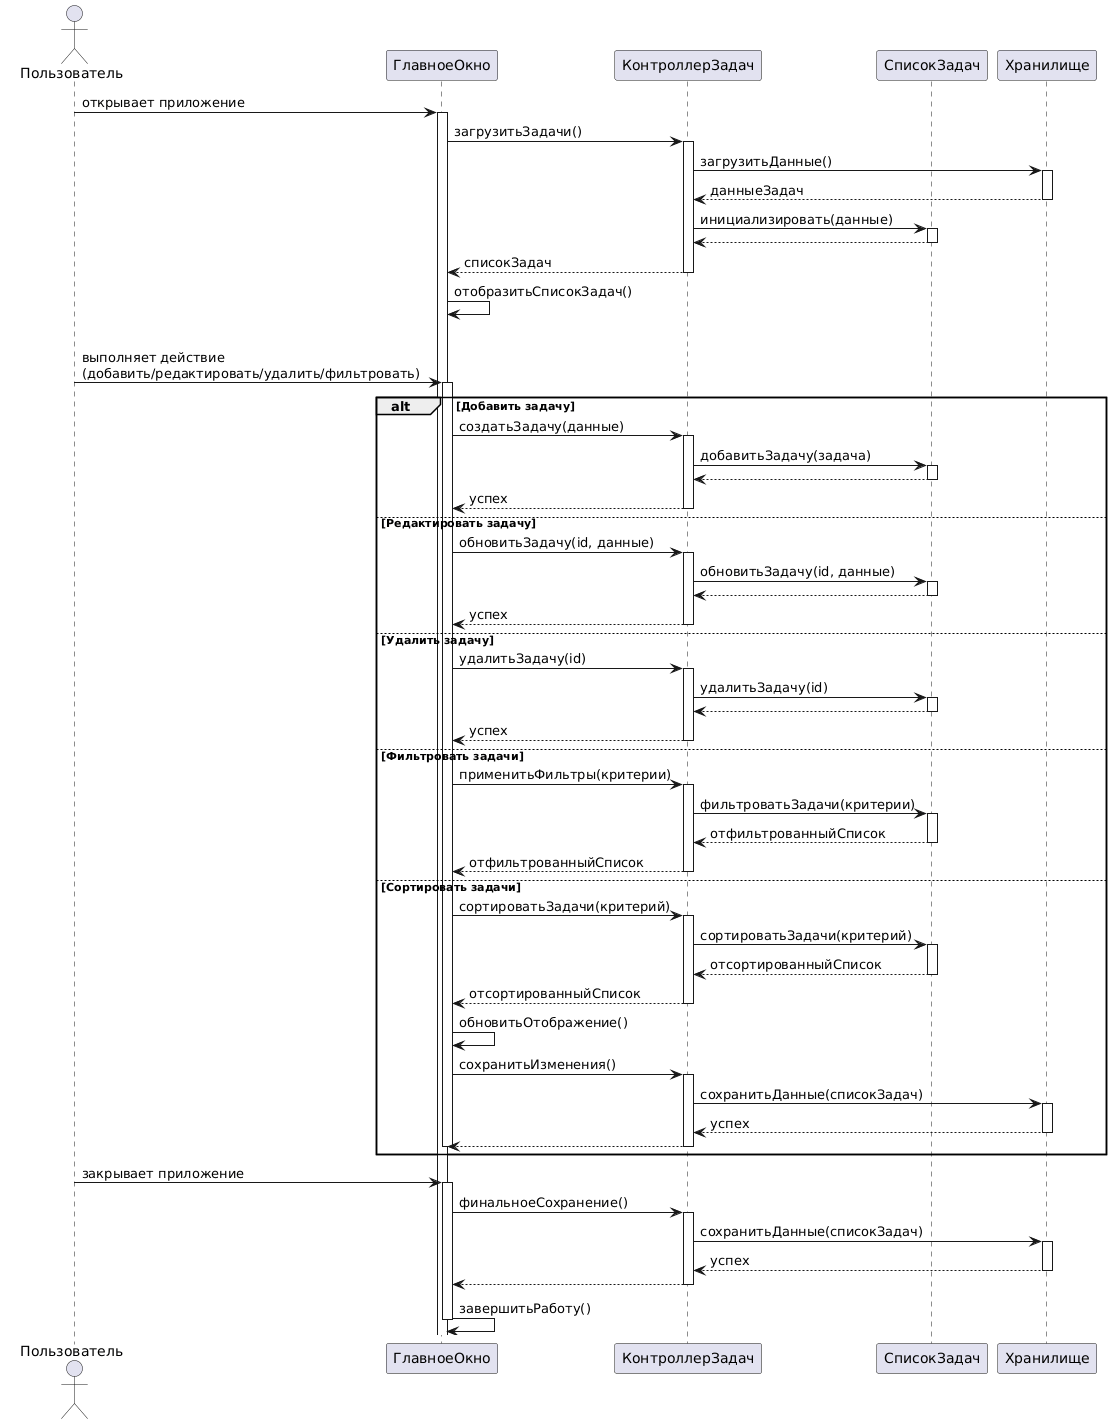 Пользователь
ГлавноеОкно
КонтроллерЗадач
СписокЗадач
Хранилище
открывает приложение
загрузитьЗадачи()
загрузитьДанные()
данныеЗадач
инициализировать(данные)
списокЗадач
отобразитьСписокЗадач()
выполняет действие
(добавить/редактировать/удалить/фильтровать)
alt
[Добавить задачу]
создатьЗадачу(данные)
добавитьЗадачу(задача)
успех
[Редактировать задачу]
обновитьЗадачу(id, данные)
обновитьЗадачу(id, данные)
успех
[Удалить задачу]
удалитьЗадачу(id)
удалитьЗадачу(id)
успех
[Фильтровать задачи]
применитьФильтры(критерии)
фильтроватьЗадачи(критерии)
отфильтрованныйСписок
отфильтрованныйСписок
[Сортировать задачи]
сортироватьЗадачи(критерий)
сортироватьЗадачи(критерий)
отсортированныйСписок
отсортированныйСписок
обновитьОтображение()
сохранитьИзменения()
сохранитьДанные(списокЗадач)
успех
закрывает приложение
финальноеСохранение()
сохранитьДанные(списокЗадач)
успех
завершитьРаботу()
Пользователь
ГлавноеОкно
КонтроллерЗадач
СписокЗадач
Хранилище